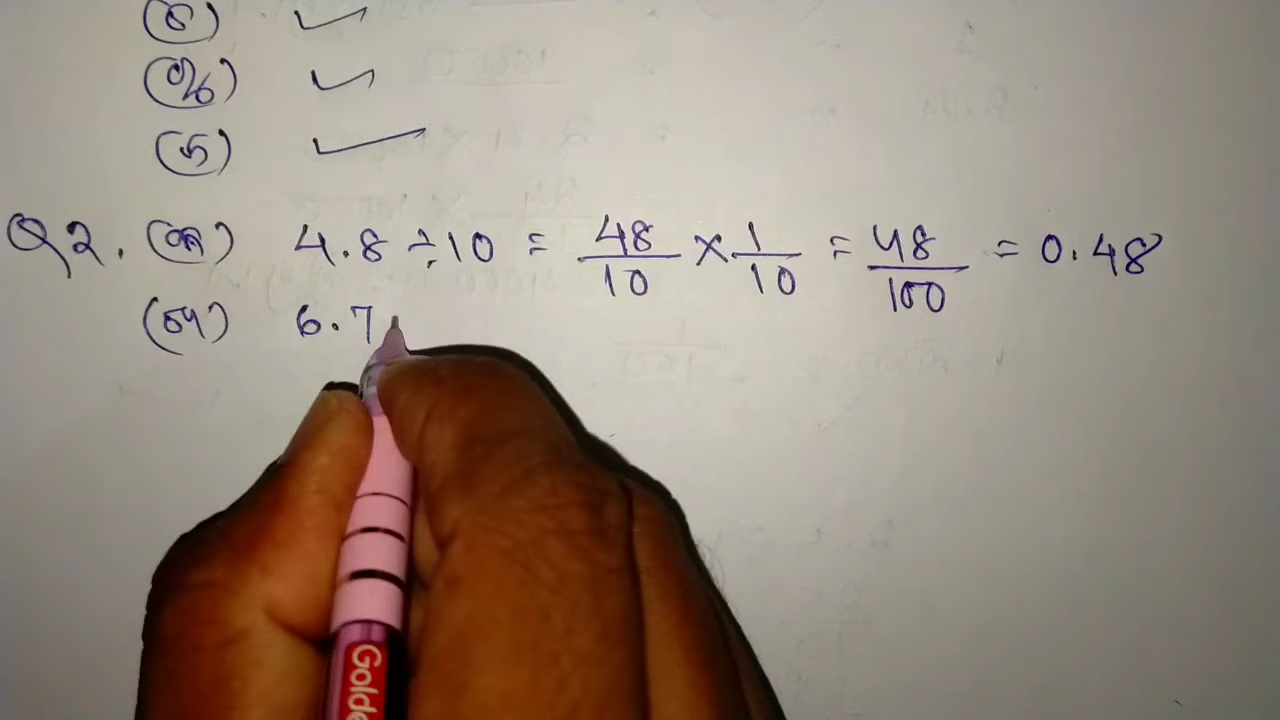 (ଚ) ✓
(ଛ) ✓
(ଜ) ✓
Q2. (କ) 4.8 ÷ 10 = 48/10 × 1/10 = 48/100 = 0.48
(ଖ) 6.7
Golde